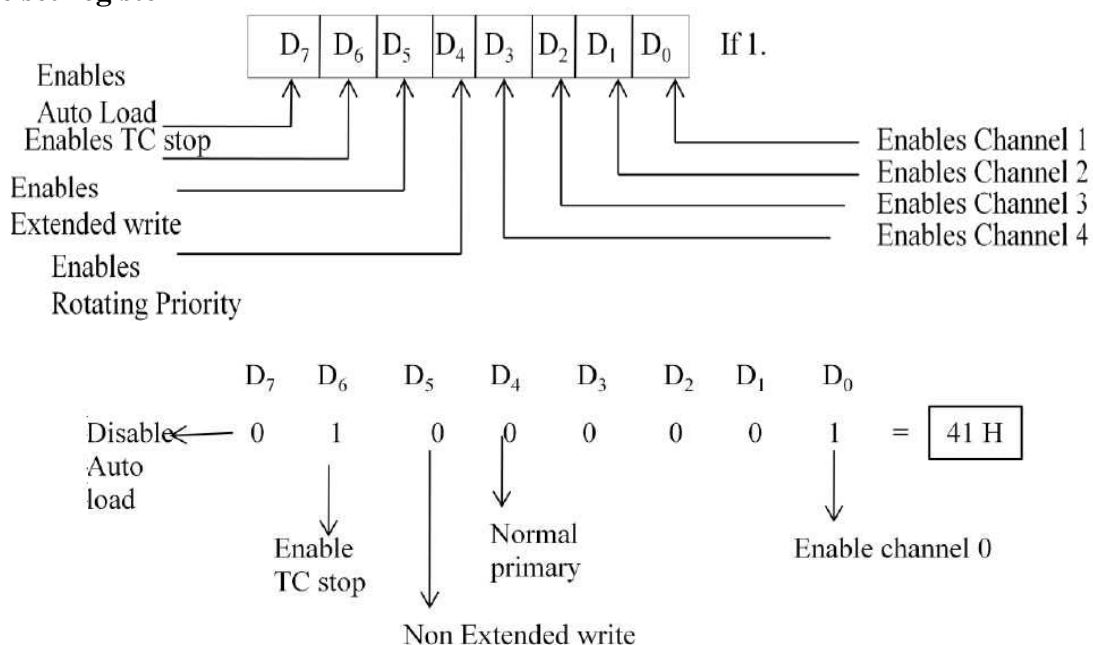 D7 D6 D5 D4 D3 D2 D1 D0 If 1.
Enables
Auto Load
Enables TC stop
Enables
Extended write
Enables
Rotating Priority
Enables Channel 1
Enables Channel 2
Enables Channel 3
Enables Channel 4
D7 D6 D5 D4 D3 D2 D1 D0
0 1 0 0 0 0 0 1 = 41 H
Disable
Auto
load
Enable
TC stop
Normal
primary
Enable channel 0
Non Extended write